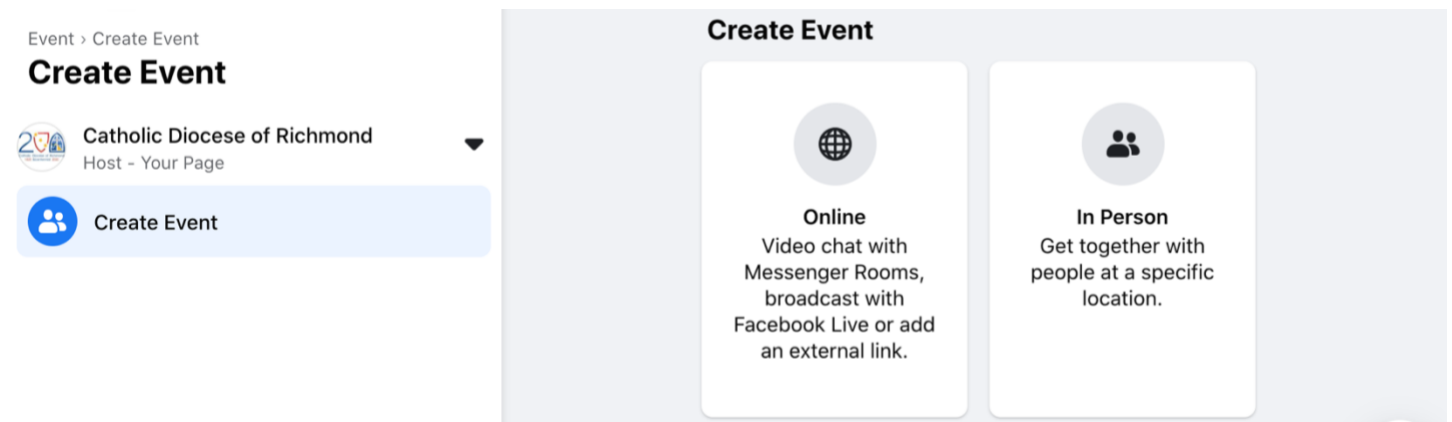 Event › Create Event
Create Event
Catholic Diocese of Richmond
Host - Your Page
Create Event
Create Event
Online
Video chat with
Messenger Rooms,
broadcast with
Facebook Live or add
an external link.
In Person
Get together with
people at a specific
location.